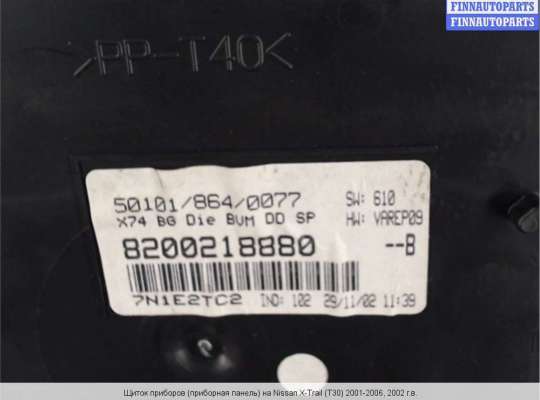 FINNAUTOPARTS
FINNAUTOPARTS
>PP-T40<
50101/864/0077
SW: 610
X74 BG Die BVM DD SP
HW: VAREP09
8200218880
--B
7N1E2TC2
IND: 102 29/11/02 11:39
Щиток приборов (приборная панель) на Nissan X-Trail (T30) 2001-2006, 2002 г.в.